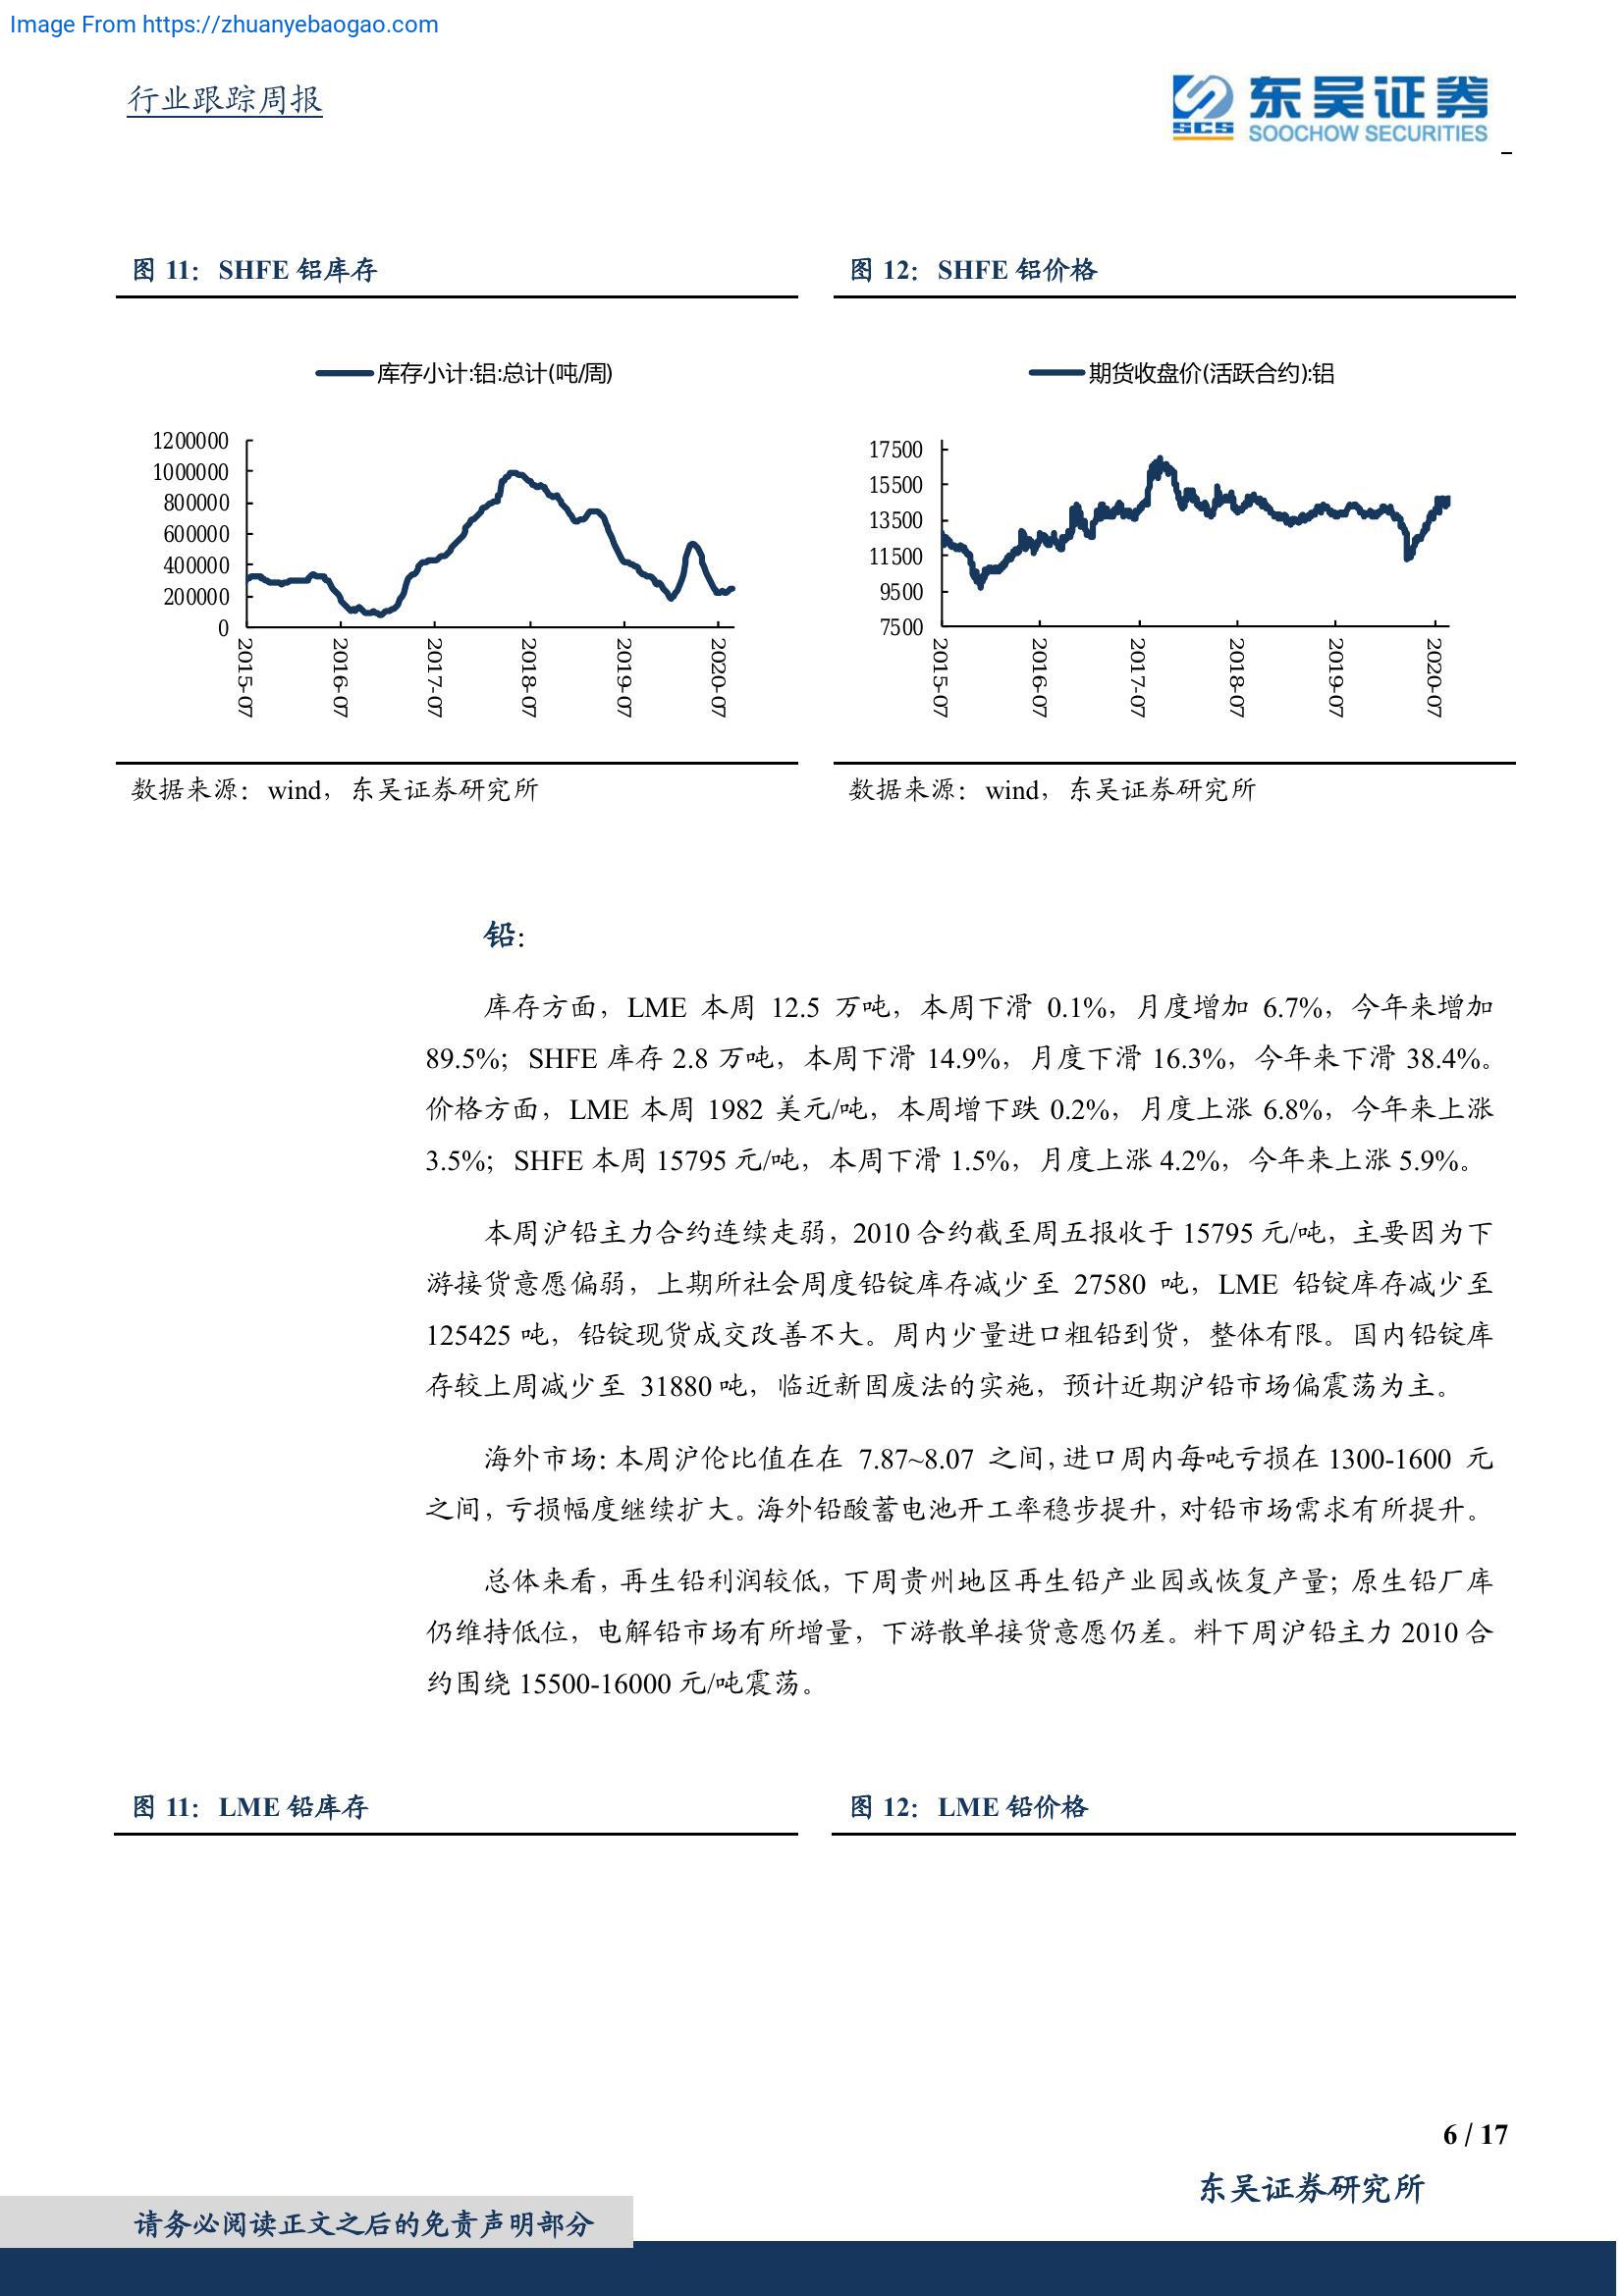 Image From https://zhuanyebaogao.com
行业跟踪周报
东吴证券
SCS
SOOCHOW SECURITIES
图 11： SHFE 铝库存
图 12： SHFE 铝价格
库存小计:铝:总计(吨/周)
1200000
1000000
800000
600000
400000
200000
0
2015-07
2016-07
2017-07
2018-07
2019-07
2020-07
期货收盘价(活跃合约):铝
17500
15500
13500
11500
9500
7500
2015-07
2016-07
2017-07
2018-07
2019-07
2020-07
数据来源：wind，东吴证券研究所
数据来源：wind，东吴证券研究所
铅：
库存方面，LME 本周 12.5 万吨，本周下滑 0.1%，月度增加 6.7%，今年来增加
89.5%；SHFE 库存 2.8 万吨，本周下滑 14.9%，月度下滑 16.3%，今年来下滑 38.4%。
价格方面，LME 本周 1982 美元/吨，本周增下跌 0.2%，月度上涨 6.8%，今年来上涨
3.5%；SHFE 本周 15795 元/吨，本周下滑 1.5%，月度上涨 4.2%，今年来上涨 5.9%。
本周沪铅主力合约连续走弱，2010 合约截至周五报收于 15795 元/吨，主要因为下
游接货意愿偏弱，上期所社会周度铅锭库存减少至 27580 吨，LME 铅锭库存减少至
125425 吨，铅锭现货成交改善不大。周内少量进口粗铅到货，整体有限。国内铅锭库
存较上周减少至 31880 吨，临近新固废法的实施，预计近期沪铅市场偏震荡为主。
海外市场：本周沪伦比值在在 7.87~8.07 之间，进口周内每吨亏损在 1300-1600 元
之间，亏损幅度继续扩大。海外铅酸蓄电池开工率稳步提升，对铅市场需求有所提升。
总体来看，再生铅利润较低，下周贵州地区再生铅产业园或恢复产量；原生铅厂库
仍维持低位，电解铅市场有所增量，下游散单接货意愿仍差。料下周沪铅主力 2010 合
约围绕 15500-16000 元/吨震荡。
图 11： LME 铅库存
图 12： LME 铅价格
6 / 17
东吴证券研究所
请务必阅读正文之后的免责声明部分